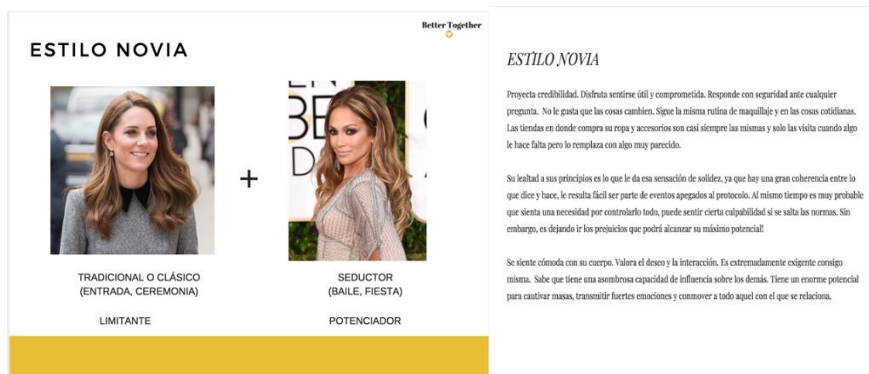 Better Together
ESTILO NOVIA
+
TRADICIONAL O CLÁSICO
(ENTRADA, CEREMONIA)
LIMITANTE
SEDUCTOR
(BAILE, FIESTA)
POTENCIADOR
ESTILO NOVIA
Proyecta credibilidad. Disfruta sentirse útil y comprometida. Responde con seguridad ante cualquier
pregunta. No le gusta que las cosas cambien. Sigue la misma rutina de maquillaje y en las cosas cotidianas.
Las tiendas en donde compra su ropa y accesorios son casi siempre las mismas y solo las visita cuando algo
le hace falta pero lo remplaza con algo muy parecido.
Su lealtad a sus principios es lo que le da esa sensación de solidez, ya que hay una gran coherencia entre lo
que dice y hace, le resulta fácil ser parte de eventos apegados al protocolo. Al mismo tiempo es muy probable
que sienta una necesidad por controlarlo todo, puede sentir cierta culpabilidad si se salta las normas. Sin
embargo, es dejando ir los prejuicios que podrá alcanzar su máximo potencial!
Se siente cómoda con su cuerpo. Valora el deseo y la interacción. Es extremadamente exigente consigo
misma. Sabe que tiene una asombrosa capacidad de influencia sobre los demás. Tiene un enorme potencial
para cautivar masas, transmitir fuertes emociones y conmover a todo aquel con el que se relaciona.